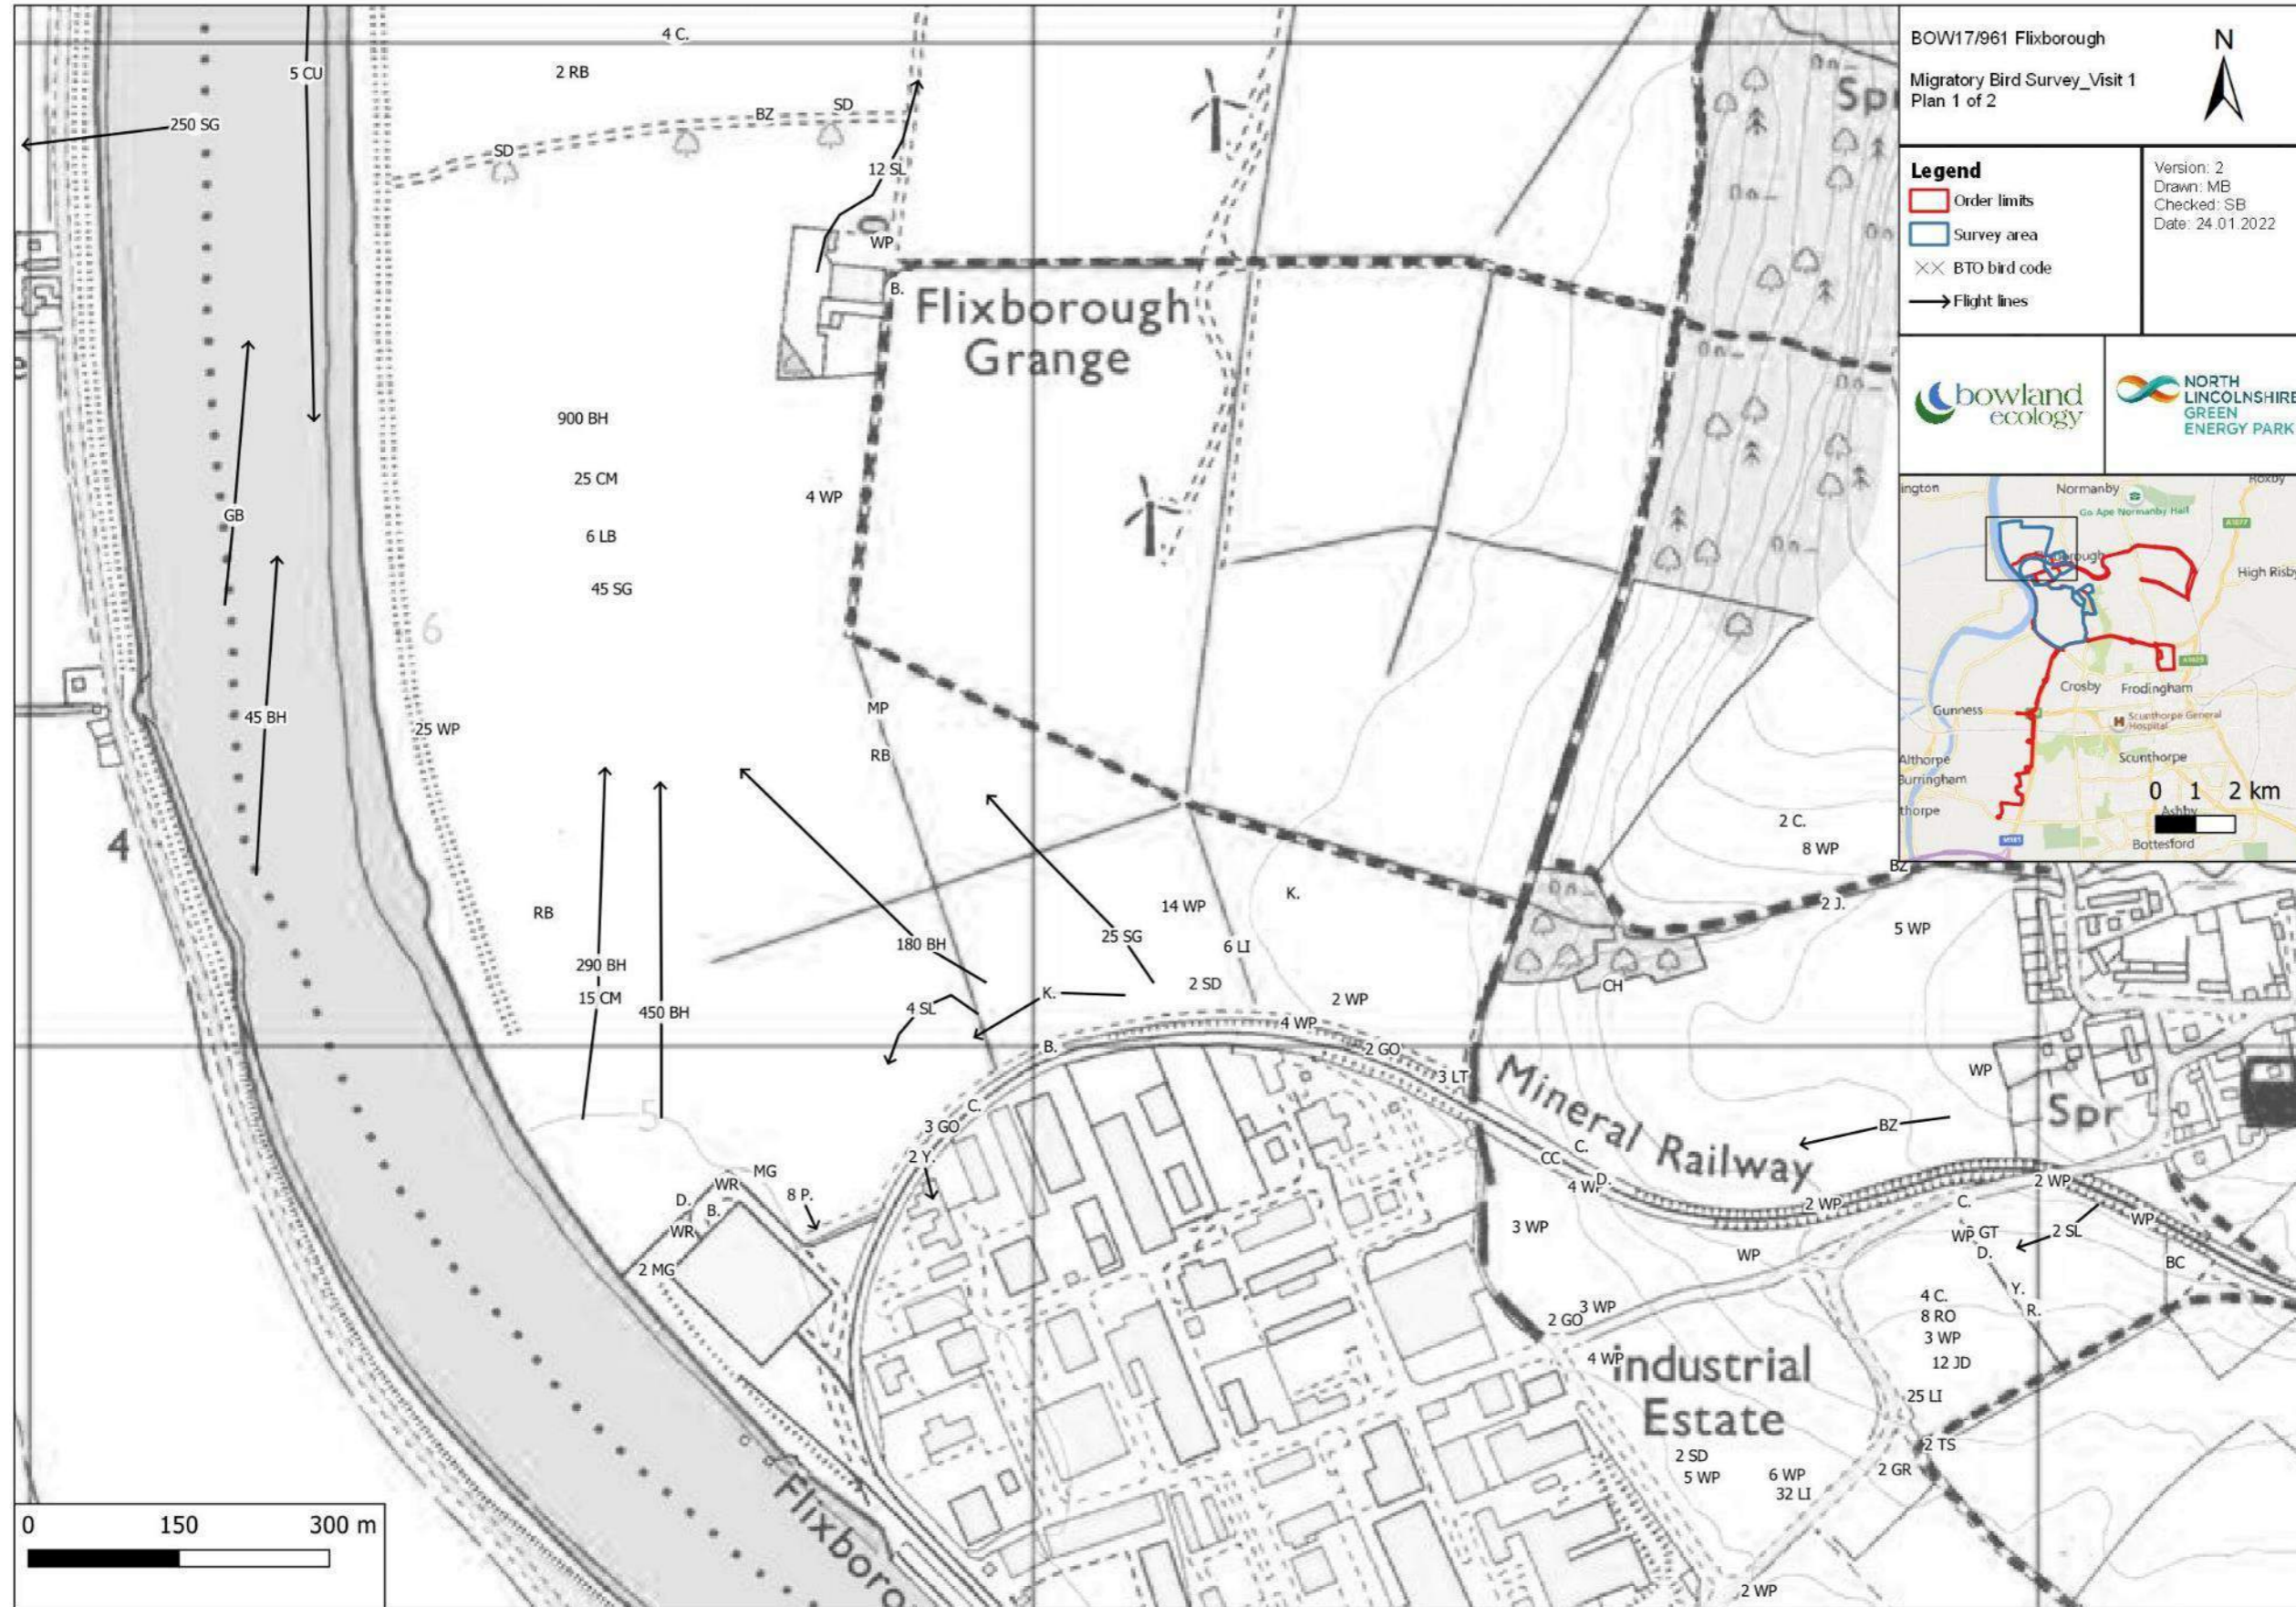 BOW17/961 Flixborough
Migratory Bird Survey_Visit 1
Plan 1 of 2
N
Legend
Order limits
Survey area
XX BTO bird code
Flight lines
Version: 2
Drawn: MB
Checked: SB
Date: 24.01.2022
bowland
ecology
NORTH
LINCOLNSHIRE
GREEN
ENERGY PARK
ington
Normanby
Roxby
Go Ape Normanby Hall
A1077
High Risby
Crosby
Frodingham
A1029
Gunness
Scunthorpe General
Hospital
Althorpe
Scunthorpe
Burringham
thorpe
0 1 2 km
Ashby
M181
Bottesford
4 C.
5 CU
2 RB
250 SG
SD
BZ
SD
12 SL
Spr
WP
B.
Flixborough
Grange
900 BH
25 CM
4 WP
GB
6 LB
45 SG
6
MP
45 BH
25 WP
RB
4
2 C.
8 WP
BZ
K.
2 J.
RB
14 WP
5 WP
180 BH
25 SG
6 LI
290 BH
15 CM
2 SD
CH
K.
2 WP
450 BH
4 SL
4 WP
B.
2 GO
WP
3 LT
Mineral Railway
5
C.
Spr
3 GO
BZ
C.
2 Y.
CC
MG
D.
4 WP
2 WP
WR
8 P.
D.
B.
2 WP
C.
WR
3 WP
WP
WP GT
2 SL
D.
WP
BC
2 MG
Y.
4 C.
8 RO
R.
3 WP
2 GO
3 WP
12 JD
4 WP
Industrial
Estate
25 LI
2 TS
2 SD
5 WP
6 WP
32 LI
2 GR
2 WP
Flixboro
0 150 300 m